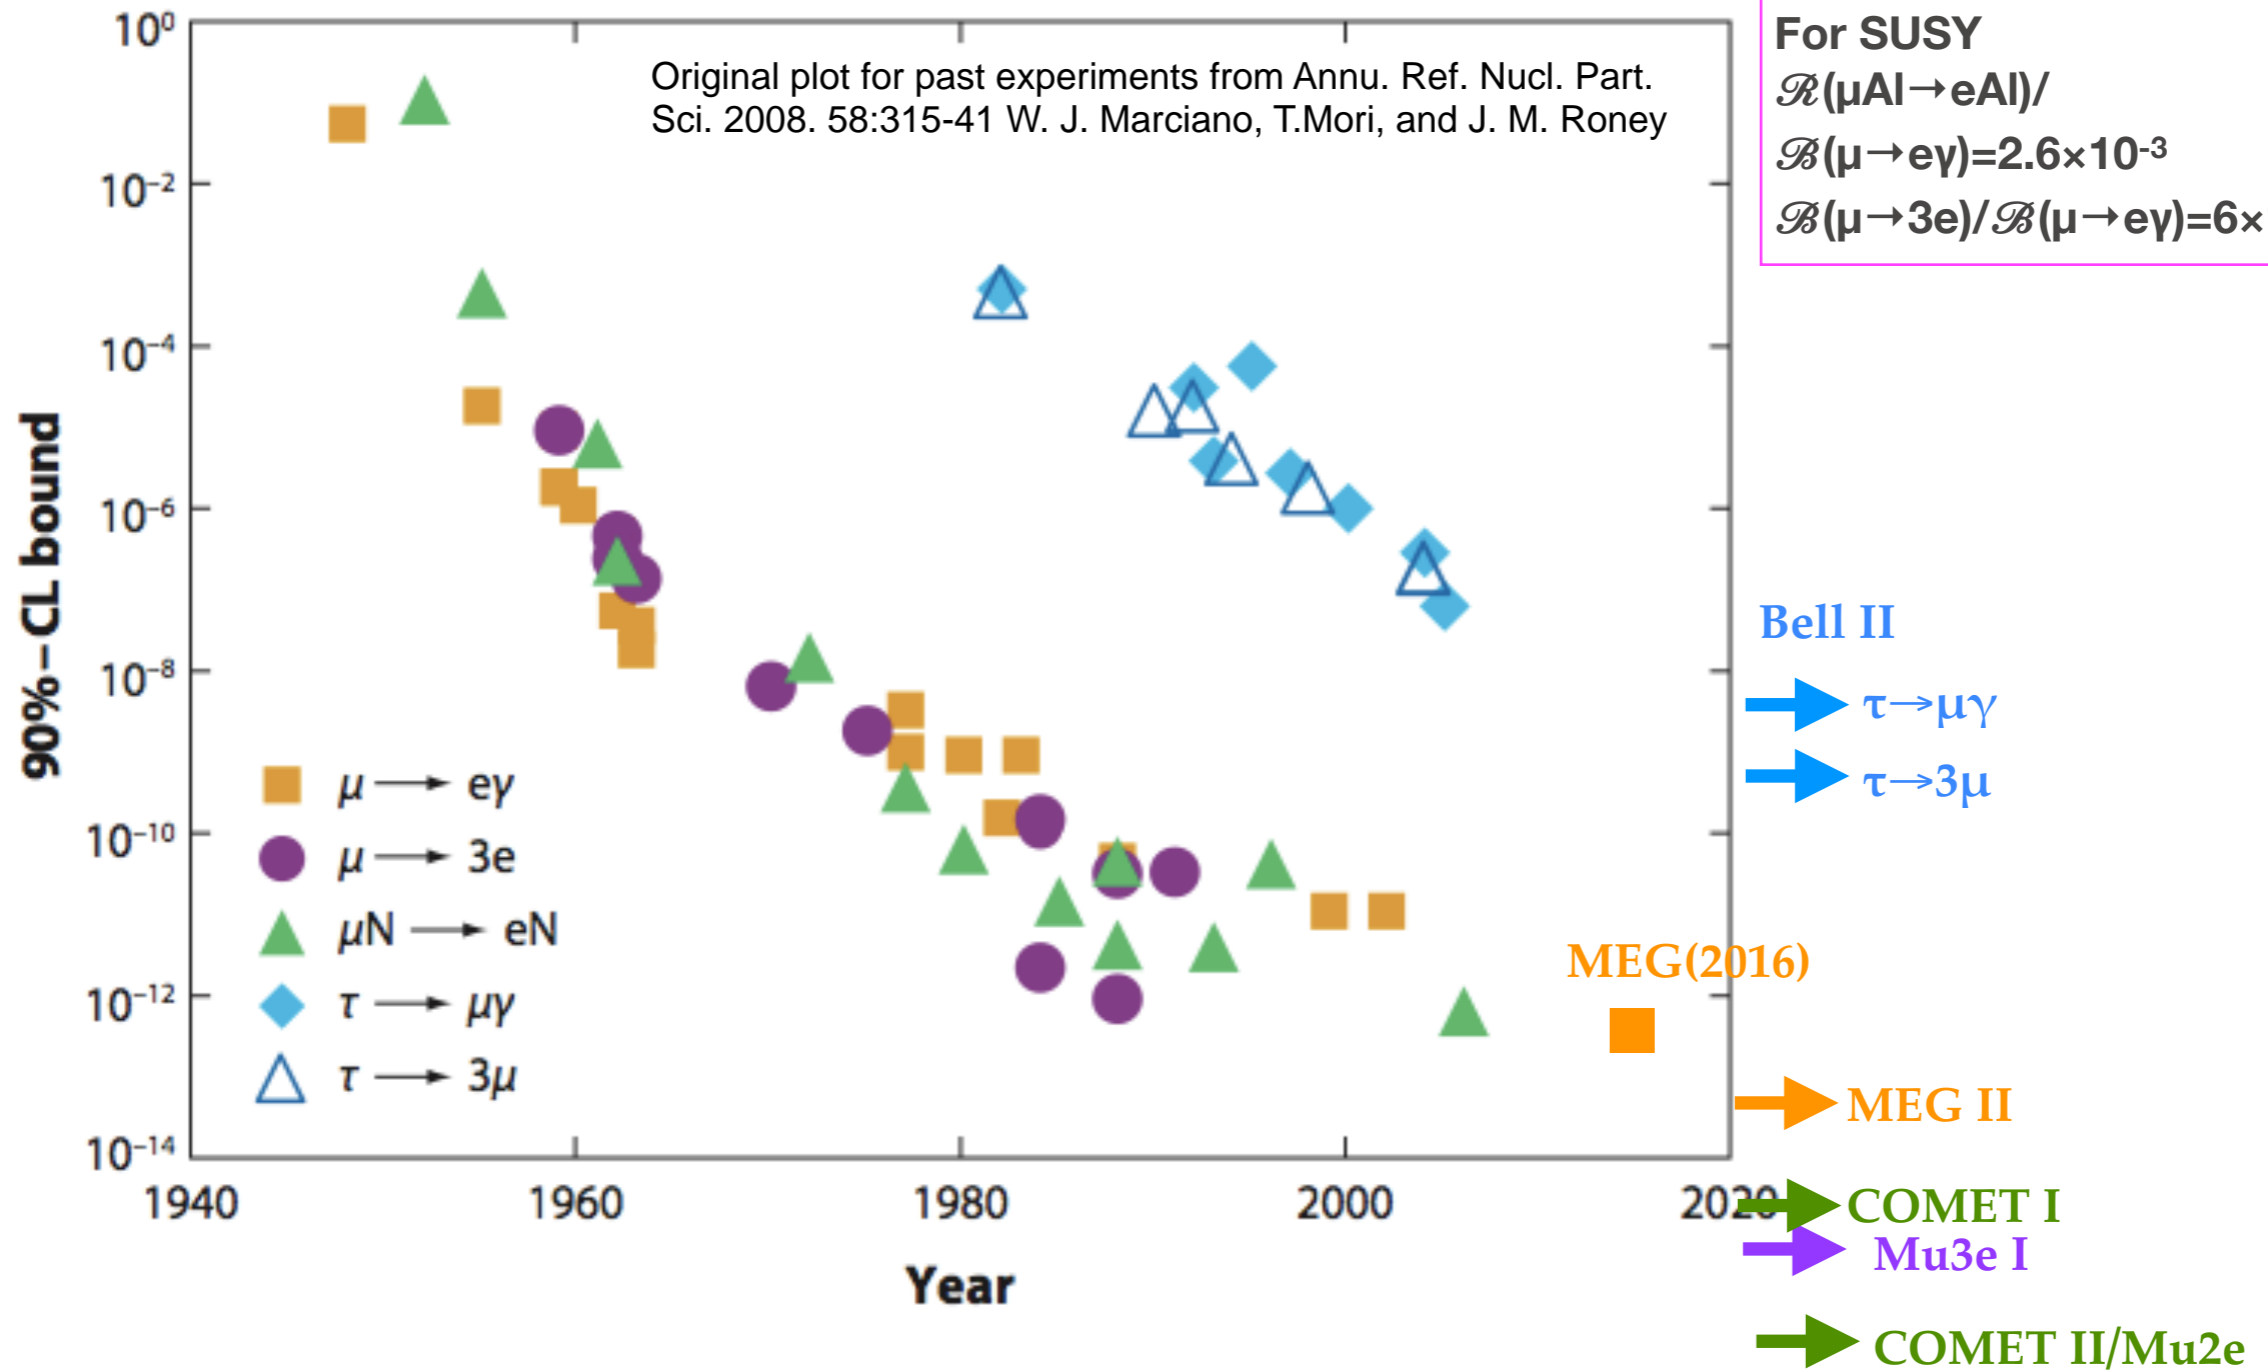 Original plot for past experiments from Annu. Ref. Nucl. Part.
Sci. 2008. 58:315-41 W. J. Marciano, T.Mori, and J. M. Roney
For SUSY
ℛ(μAl→eAl)/
ℬ(μ→eγ)=2.6×10⁻³
ℬ(μ→3e)/ℬ(μ→eγ)=6×
90%–CL bound
10⁰
10⁻²
10⁻⁴
10⁻⁶
10⁻⁸
10⁻¹⁰
10⁻¹²
10⁻¹⁴
μ ⟶ eγ
μ ⟶ 3e
μN ⟶ eN
τ ⟶ μγ
τ ⟶ 3μ
MEG(2016)
Bell II
τ→μγ
τ→3μ
MEG II
COMET I
Mu3e I
COMET II/Mu2e
1940 1960 1980 2000 2020
Year